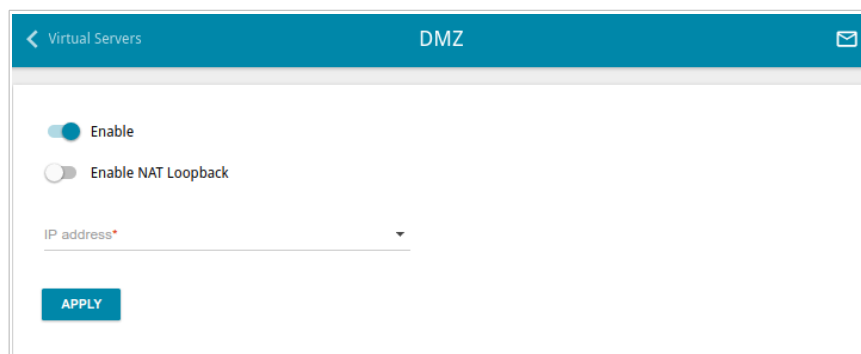 Virtual Servers
DMZ
Enable
Enable NAT Loopback
IP address*
APPLY